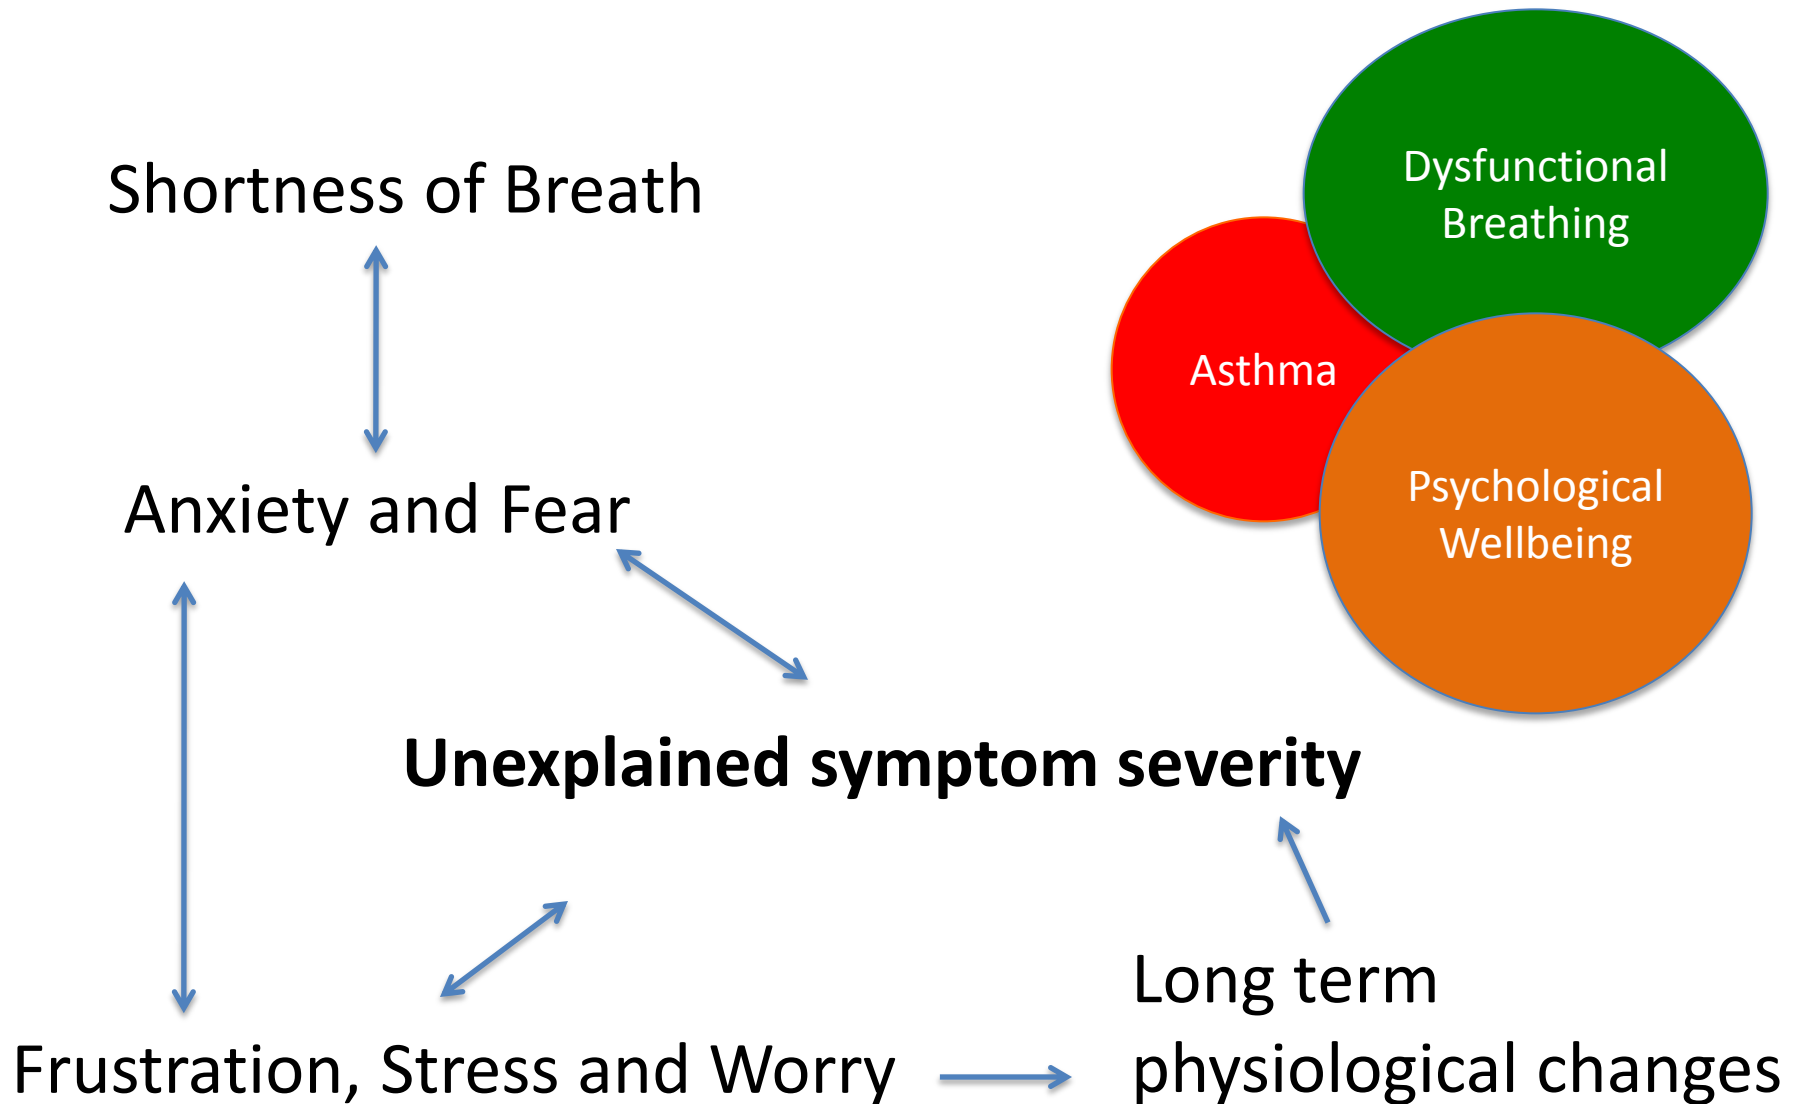 Shortness of Breath
Dysfunctional
Breathing
Asthma
Anxiety and Fear
Psychological
Wellbeing
Unexplained symptom severity
Long term
physiological changes
Frustration, Stress and Worry